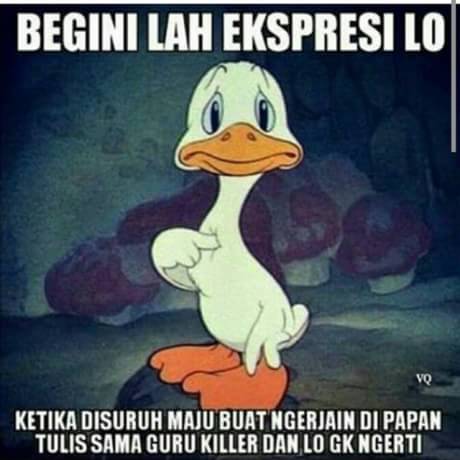 BEGINI LAH EKSPRESI LO
VQ
KETIKA DISURUH MAJU BUAT NGERJAIN DI PAPAN
TULIS SAMA GURU KILLER DAN LO GK NGERTI